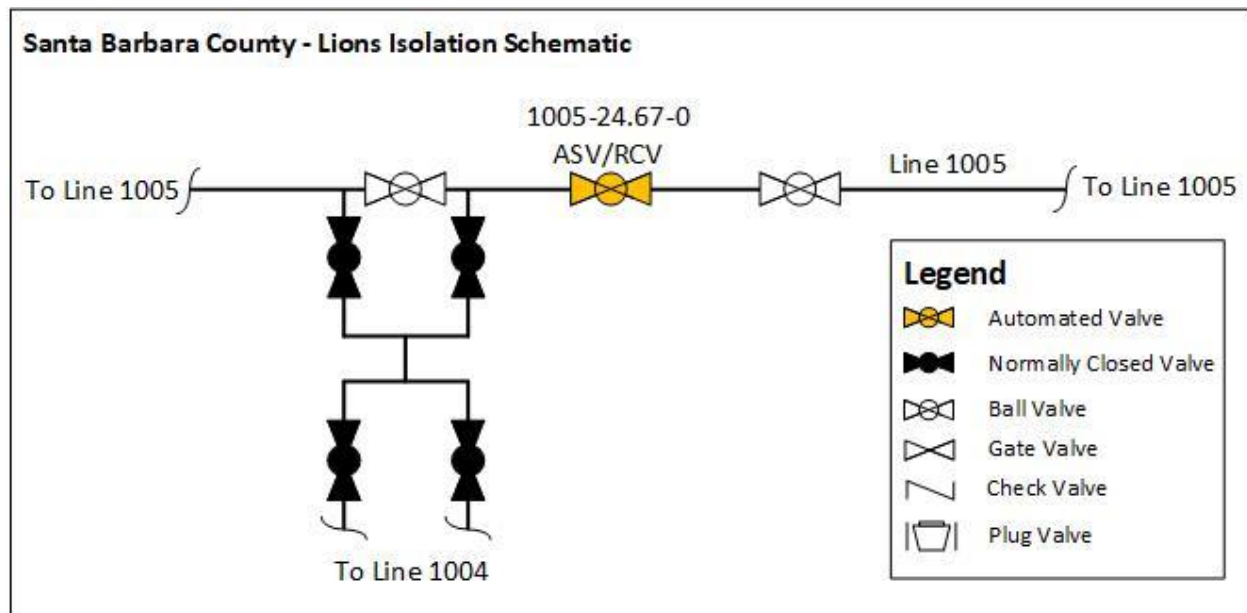 Santa Barbara County - Lions Isolation Schematic
1005-24.67-0
ASV/RCV
To Line 1005
Line 1005
To Line 1005
Legend
Automated Valve
Normally Closed Valve
Ball Valve
Gate Valve
Check Valve
Plug Valve
To Line 1004